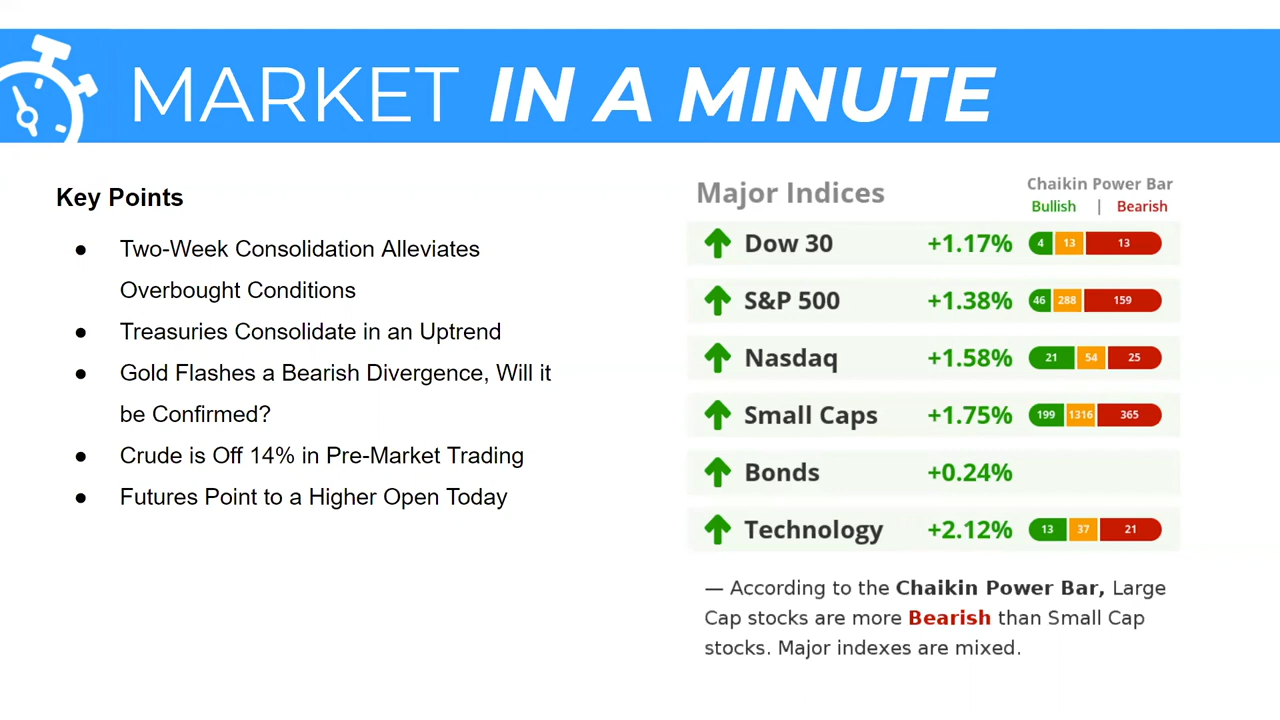 MARKET IN A MINUTE
Key Points
● Two-Week Consolidation Alleviates
Overbought Conditions
● Treasuries Consolidate in an Uptrend
● Gold Flashes a Bearish Divergence, Will it
be Confirmed?
● Crude is Off 14% in Pre-Market Trading
● Futures Point to a Higher Open Today
Major Indices
Chaikin Power Bar
Bullish | Bearish
Dow 30 +1.17% 4 13 13
S&P 500 +1.38% 46 288 159
Nasdaq +1.58% 21 54 25
Small Caps +1.75% 199 1316 365
Bonds +0.24%
Technology +2.12% 13 37 21
— According to the Chaikin Power Bar, Large
Cap stocks are more Bearish than Small Cap
stocks. Major indexes are mixed.